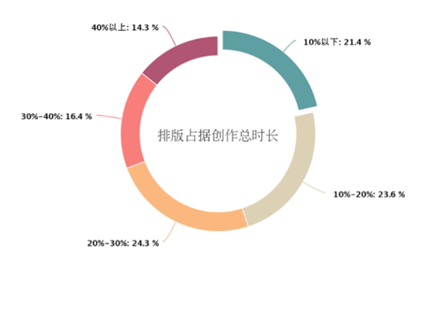 40%以上: 14.3 %
10%以下: 21.4 %
30%-40%: 16.4 %
排版占据创作总时长
10%-20%: 23.6 %
20%-30%: 24.3 %